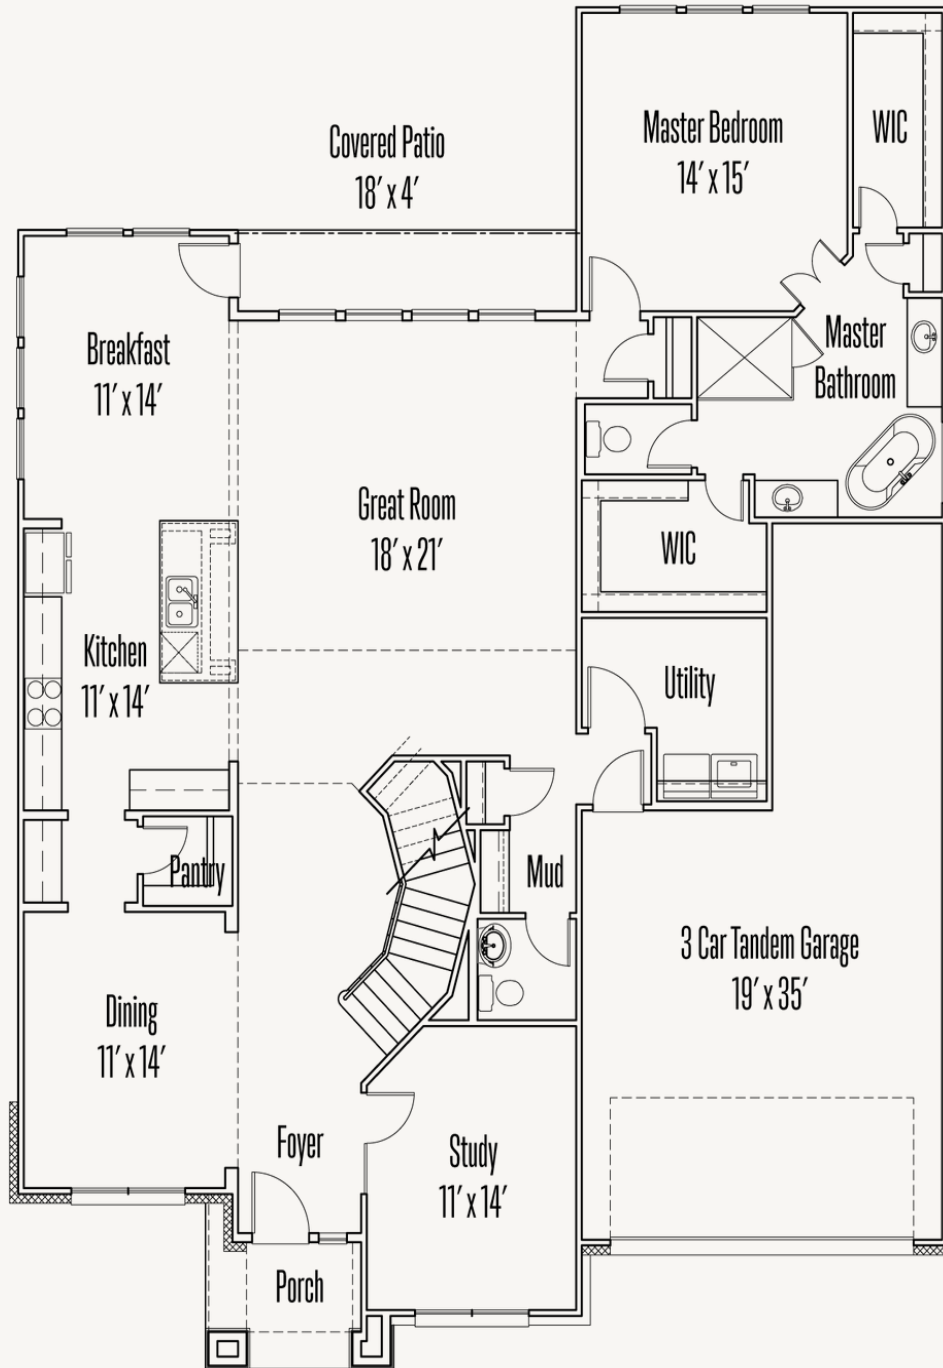 Covered Patio
18' x 4'
Master Bedroom
14' x 15'
WIC
Breakfast
11' x 14'
Master
Bathroom
Great Room
18' x 21'
WIC
Kitchen
11' x 14'
Utility
Pantry
Mud
3 Car Tandem Garage
19' x 35'
Dining
11' x 14'
Foyer
Study
11' x 14'
Porch